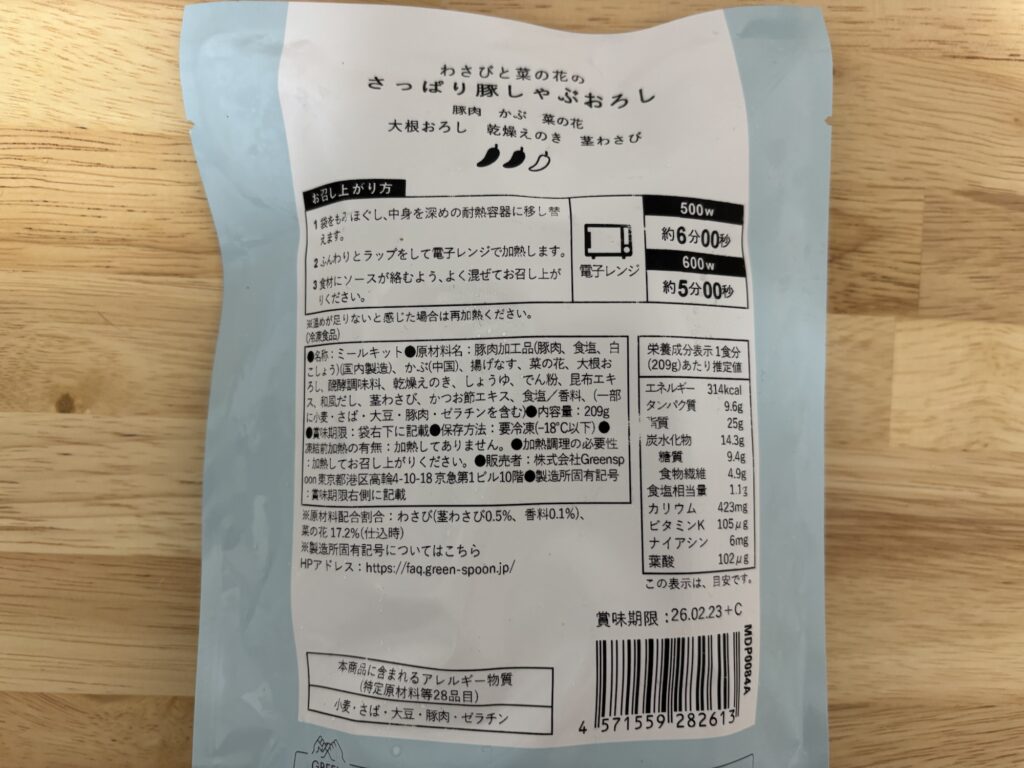 わさびと菜の花の
さっぱり豚しゃぶおろし
豚肉 かぶ 菜の花
大根おろし 乾燥えのき 茎わさび
お召し上がり方
1 袋をもみほぐし、中身を深めの耐熱容器に移し替
えます。
2 ふんわりとラップをして電子レンジで加熱します。
3 食材にソースが絡むよう、よく混ぜてお召し上が
りください。
電子レンジ
500w
約6分00秒
600w
約5分00秒
※温めが足りないと感じた場合は再加熱ください。
(冷凍食品)
●名称：ミールキット●原材料名：豚肉加工品(豚肉、食塩、白
こしょう)(国内製造)、かぶ(中国)、揚げなす、菜の花、大根お
ろし、醗酵調味料、乾燥えのき、しょうゆ、でん粉、昆布エキ
ス、和風だし、茎わさび、かつお節エキス、食塩/香料、(一部
に小麦・さば・大豆・豚肉・ゼラチンを含む)●内容量：209g
●賞味期限：袋右下に記載●保存方法：要冷凍(-18℃以下)●
凍結前加熱の有無：加熱してありません。●加熱調理の必要性
：加熱してお召し上がりください。●販売者：株式会社Greensp
oon東京都港区高輪4-10-18 京急第1ビル10階●製造所固有記号
：賞味期限右側に記載
※原材料配合割合：わさび(茎わさび0.5%、香料0.1%)、
菜の花 17.2%(仕込時)
※製造所固有記号についてはこちら
HPアドレス：https://faq.green-spoon.jp/
栄養成分表示 1食分
(209g)あたり推定値
エネルギー 314kcal
タンパク質 9.6g
脂質 25g
炭水化物 14.3g
糖質 9.4g
食物繊維 4.9g
食塩相当量 1.1g
カリウム 423mg
ビタミンK 105μg
ナイアシン 6mg
葉酸 102μg
この表示は、目安です。
賞味期限：26.02.23+C
MDP0084A
4 571559 282613
本商品に含まれるアレルギー物質
(特定原材料等28品目)
小麦・さば・大豆・豚肉・ゼラチン